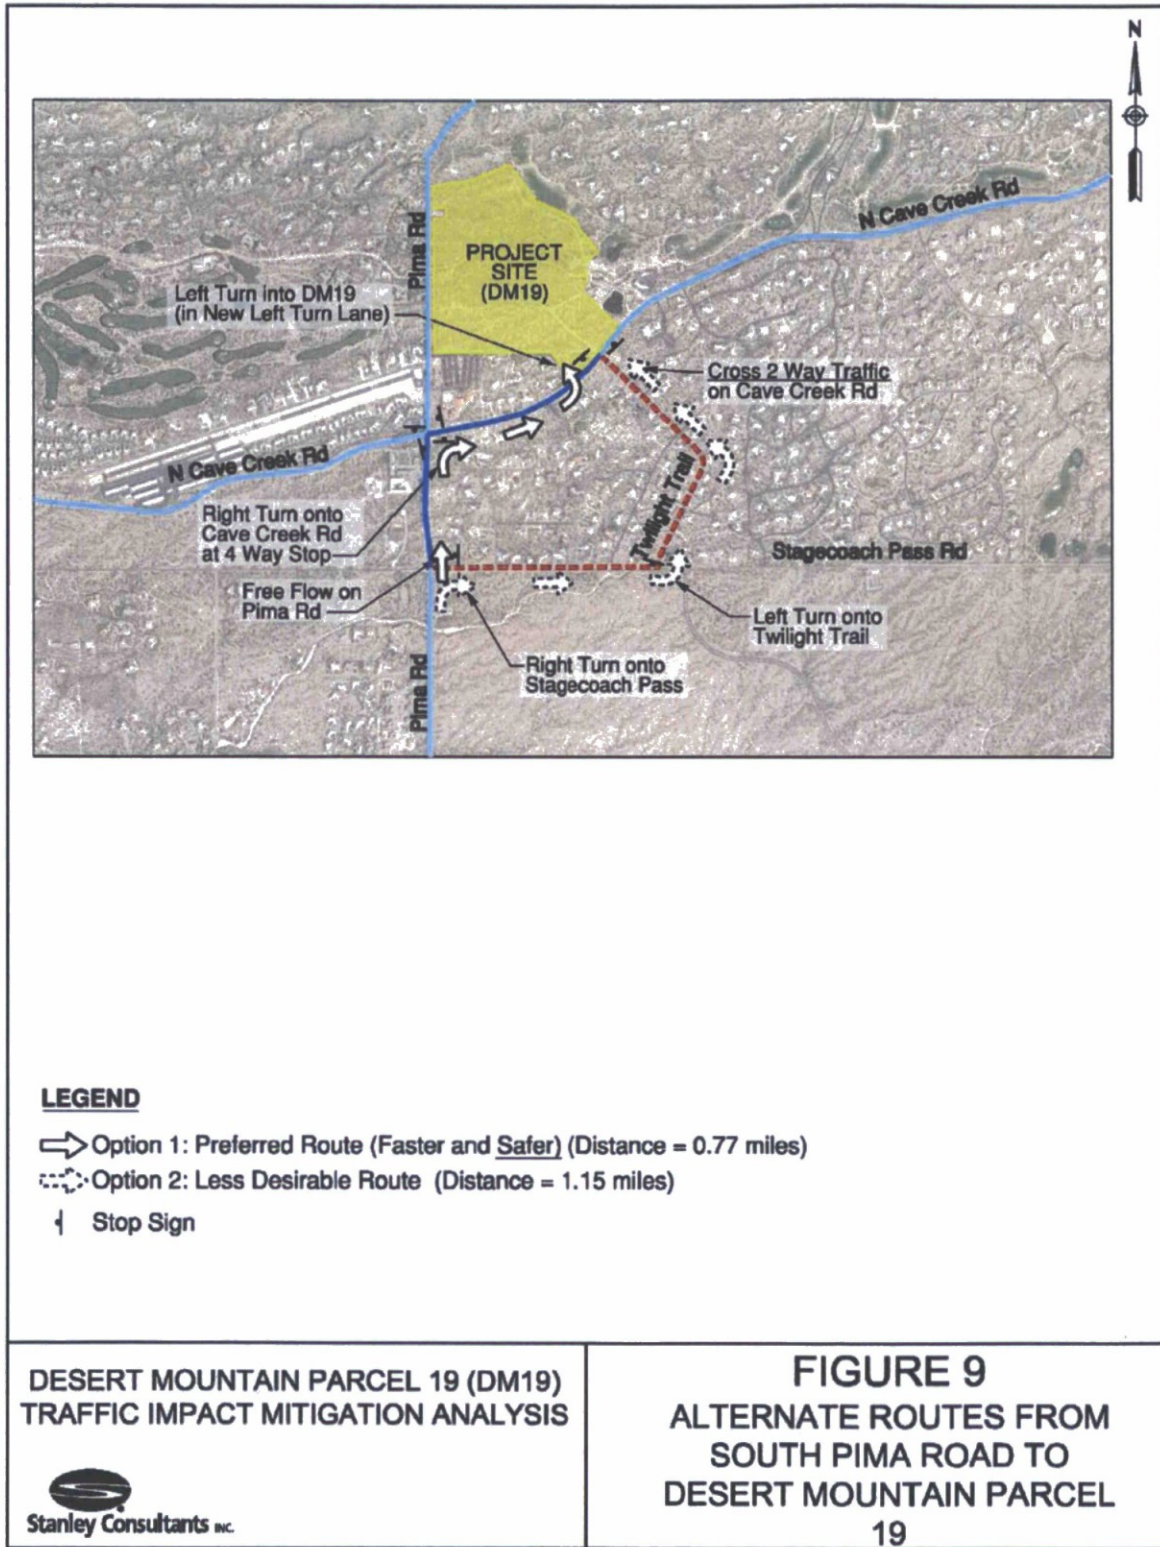 N
N Cave Creek Rd
Pima Rd
PROJECT
SITE
(DM19)
Left Turn into DM19
(in New Left Turn Lane)
Cross 2 Way Traffic
on Cave Creek Rd
N Cave Creek Rd
Twilight Trail
Right Turn onto
Cave Creek Rd
at 4 Way Stop
Stagecoach Pass Rd
Free Flow on
Pima Rd
Left Turn onto
Twilight Trail
Right Turn onto
Stagecoach Pass
Pima Rd
LEGEND
Option 1: Preferred Route (Faster and Safer) (Distance = 0.77 miles)
Option 2: Less Desirable Route (Distance = 1.15 miles)
Stop Sign
DESERT MOUNTAIN PARCEL 19 (DM19)
TRAFFIC IMPACT MITIGATION ANALYSIS
Stanley Consultants INC.
FIGURE 9
ALTERNATE ROUTES FROM
SOUTH PIMA ROAD TO
DESERT MOUNTAIN PARCEL
19